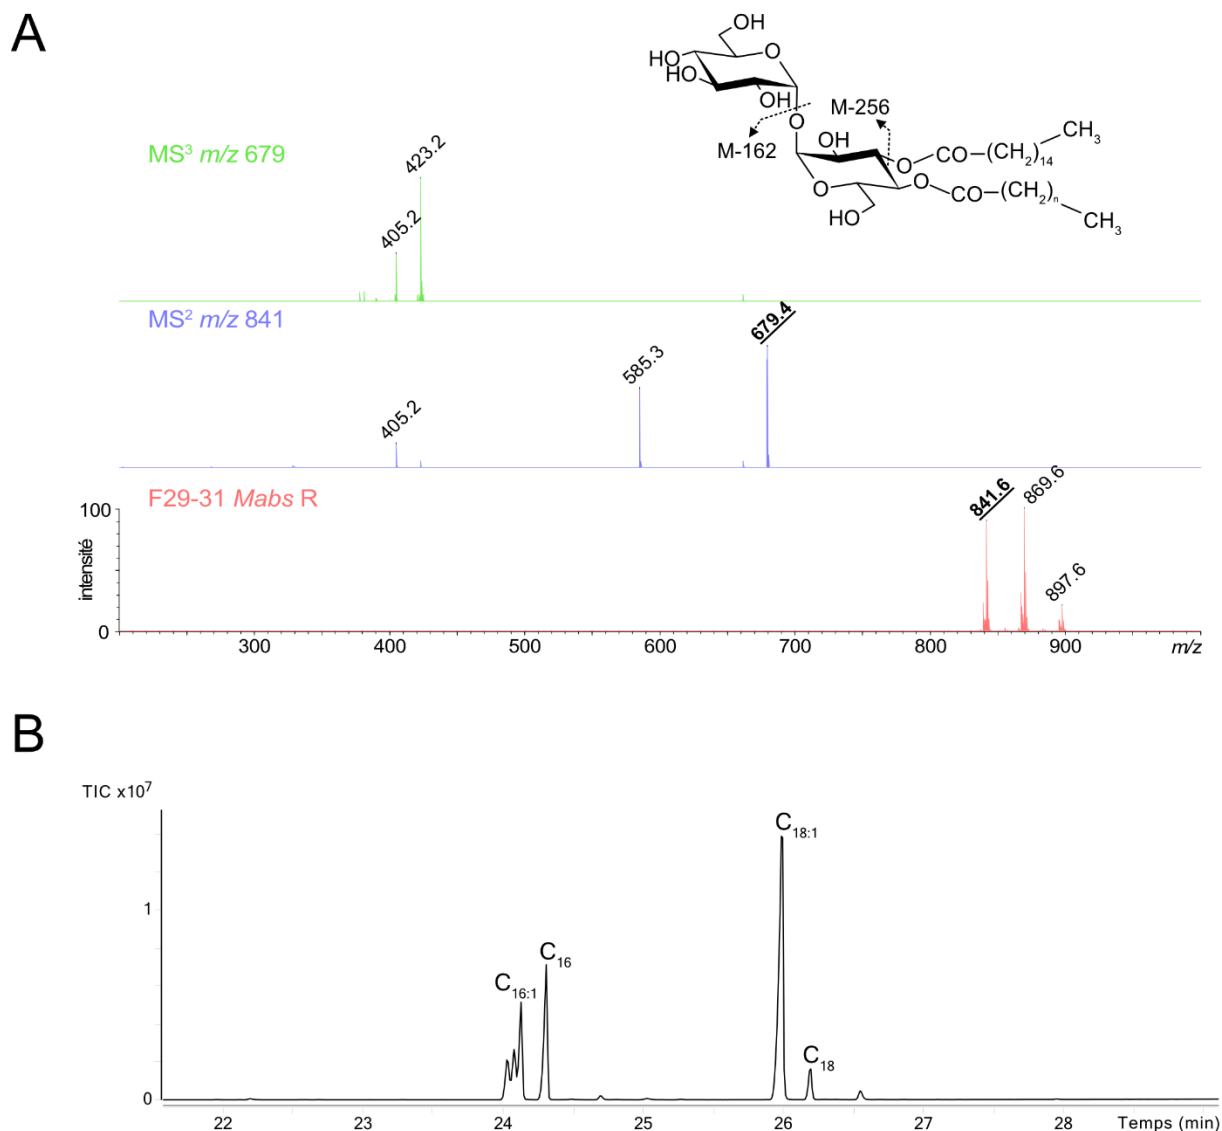 A
OH
HO
O
HO
HO
OH
M-256
O
M-162
OH
O
CO
(CH₂)₁₄
CH₃
O
O
CO
(CH₂)ₙ
CH₃
HO
MS³ m/z 679
423.2
405.2
MS² m/z 841
679.4
585.3
405.2
F29-31 Mabs R
841.6
869.6
897.6
100
intensité
0
300 400 500 600 700 800 900 m/z
B
TIC x10⁷
C₁₈:₁
1
C₁₆
C₁₆:₁
C₁₈
0
22 23 24 25 26 27 28 Temps (min)